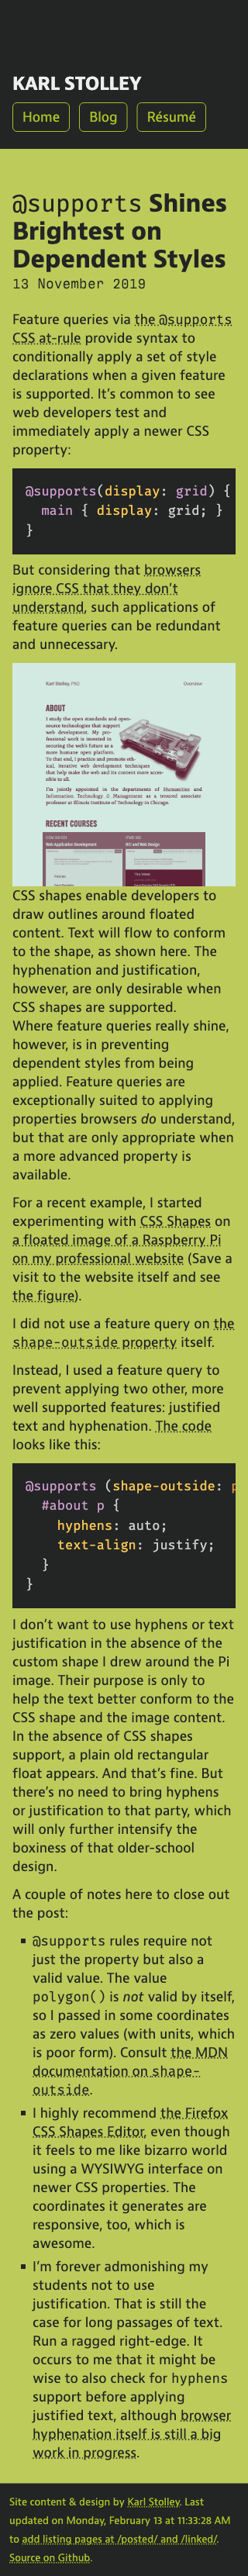 KARL STOLLEY
Home Blog Résumé
@supports Shines
Brightest on
Dependent Styles
13 November 2019
Feature queries via the @supports
CSS at-rule provide syntax to
conditionally apply a set of style
declarations when a given feature
is supported. It’s common to see
web developers test and
immediately apply a newer CSS
property:
@supports(display: grid) {
main { display: grid; }
}
But considering that browsers
ignore CSS that they don’t
understand, such applications of
feature queries can be redundant
and unnecessary.
Karl Stolley, PhD Overview
ABOUT
I study the open standards and open-
source technologies that support
web development. My pro-
fessional work is invested in
securing the web’s future as a
more humane open platform.
To that end, I practice and promote eth-
ical, iterative web development techniques
that help make the web and its content more acces-
sible to all.
I’m jointly appointed in the departments of Humanities and
Information Technology & Management as a tenured associate
professor at Illinois Institute of Technology in Chicago.
RECENT COURSES
Web Application Development
IPD and Web Design
CSS shapes enable developers to
draw outlines around floated
content. Text will flow to conform
to the shape, as shown here. The
hyphenation and justification,
however, are only desirable when
CSS shapes are supported.
Where feature queries really shine,
however, is in preventing
dependent styles from being
applied. Feature queries are
exceptionally suited to applying
properties browsers do understand,
but that are only appropriate when
a more advanced property is
available.
For a recent example, I started
experimenting with CSS Shapes on
a floated image of a Raspberry Pi
on my professional website (Save a
visit to the website itself and see
the figure).
I did not use a feature query on the
shape-outside property itself.
Instead, I used a feature query to
prevent applying two other, more
well supported features: justified
text and hyphenation. The code
looks like this:
@supports (shape-outside: p
#about p {
hyphens: auto;
text-align: justify;
}
}
I don’t want to use hyphens or text
justification in the absence of the
custom shape I drew around the Pi
image. Their purpose is only to
help the text better conform to the
CSS shape and the image content.
In the absence of CSS shapes
support, a plain old rectangular
float appears. And that’s fine. But
there’s no need to bring hyphens
or justification to that party, which
will only further intensify the
boxiness of that older-school
design.
A couple of notes here to close out
the post:
@supports rules require not
just the property but also a
valid value. The value
polygon() is not valid by itself,
so I passed in some coordinates
as zero values (with units, which
is poor form). Consult the MDN
documentation on shape-
outside.
I highly recommend the Firefox
CSS Shapes Editor, even though
it feels to me like bizarro world
using a WYSIWYG interface on
newer CSS properties. The
coordinates it generates are
responsive, too, which is
awesome.
I’m forever admonishing my
students not to use
justification. That is still the
case for long passages of text.
Run a ragged right-edge. It
occurs to me that it might be
wise to also check for hyphens
support before applying
justified text, although browser
hyphenation itself is still a big
work in progress.
Site content & design by Karl Stolley. Last
updated on Monday, February 13 at 11:33:28 AM
to add listing pages at /posted/ and /linked/.
Source on Github.